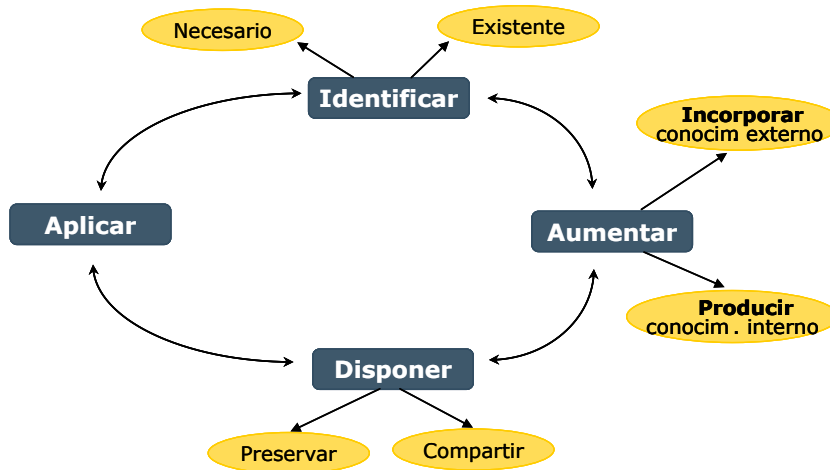 Necesario
Existente
Identificar
Incorporar
conocim externo
Aplicar
Aumentar
Producir
conocim . interno
Disponer
Preservar
Compartir